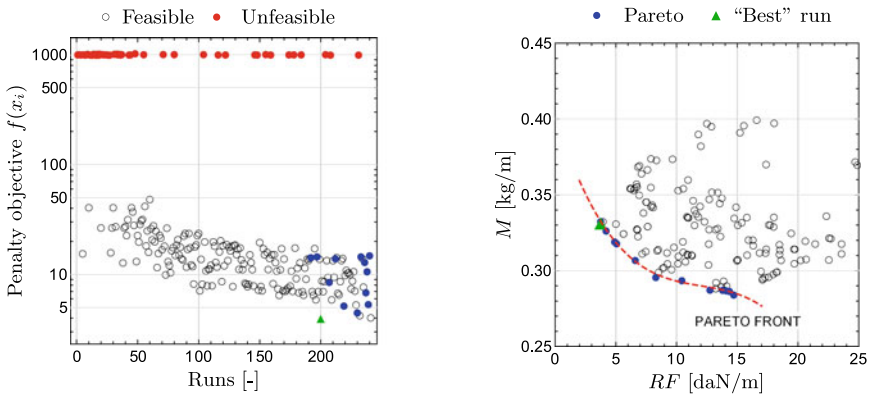 Feasible Unfeasible
Penalty objective f(x_i)
1000
500
100
50
10
5
0 50 100 150 200
Runs [-]
Pareto “Best” run
M [kg/m]
0.45
0.40
0.35
0.30
0.25
PARETO FRONT
0 5 10 15 20 25
RF [daN/m]